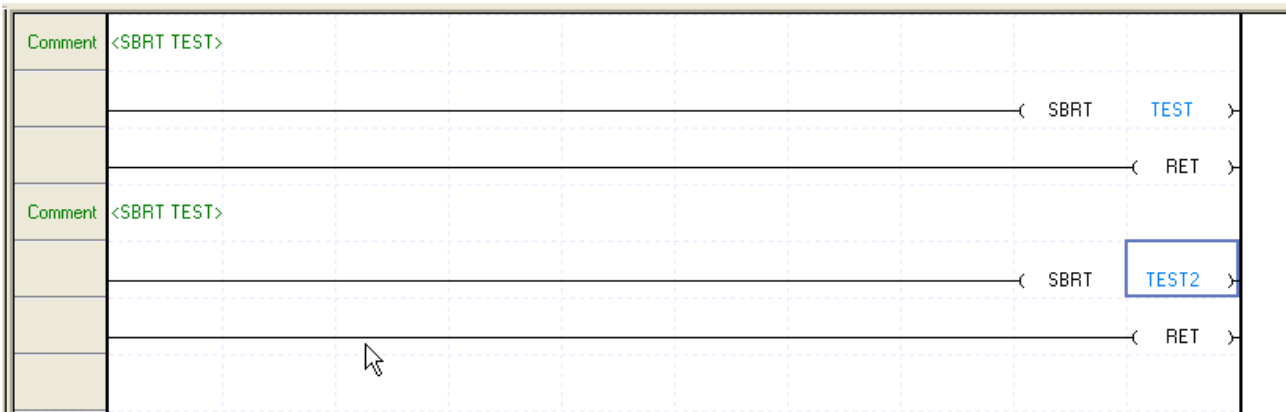 Comment <SBRT TEST>
( SBRT TEST )
( RET )
Comment <SBRT TEST>
( SBRT TEST2 )
( RET )